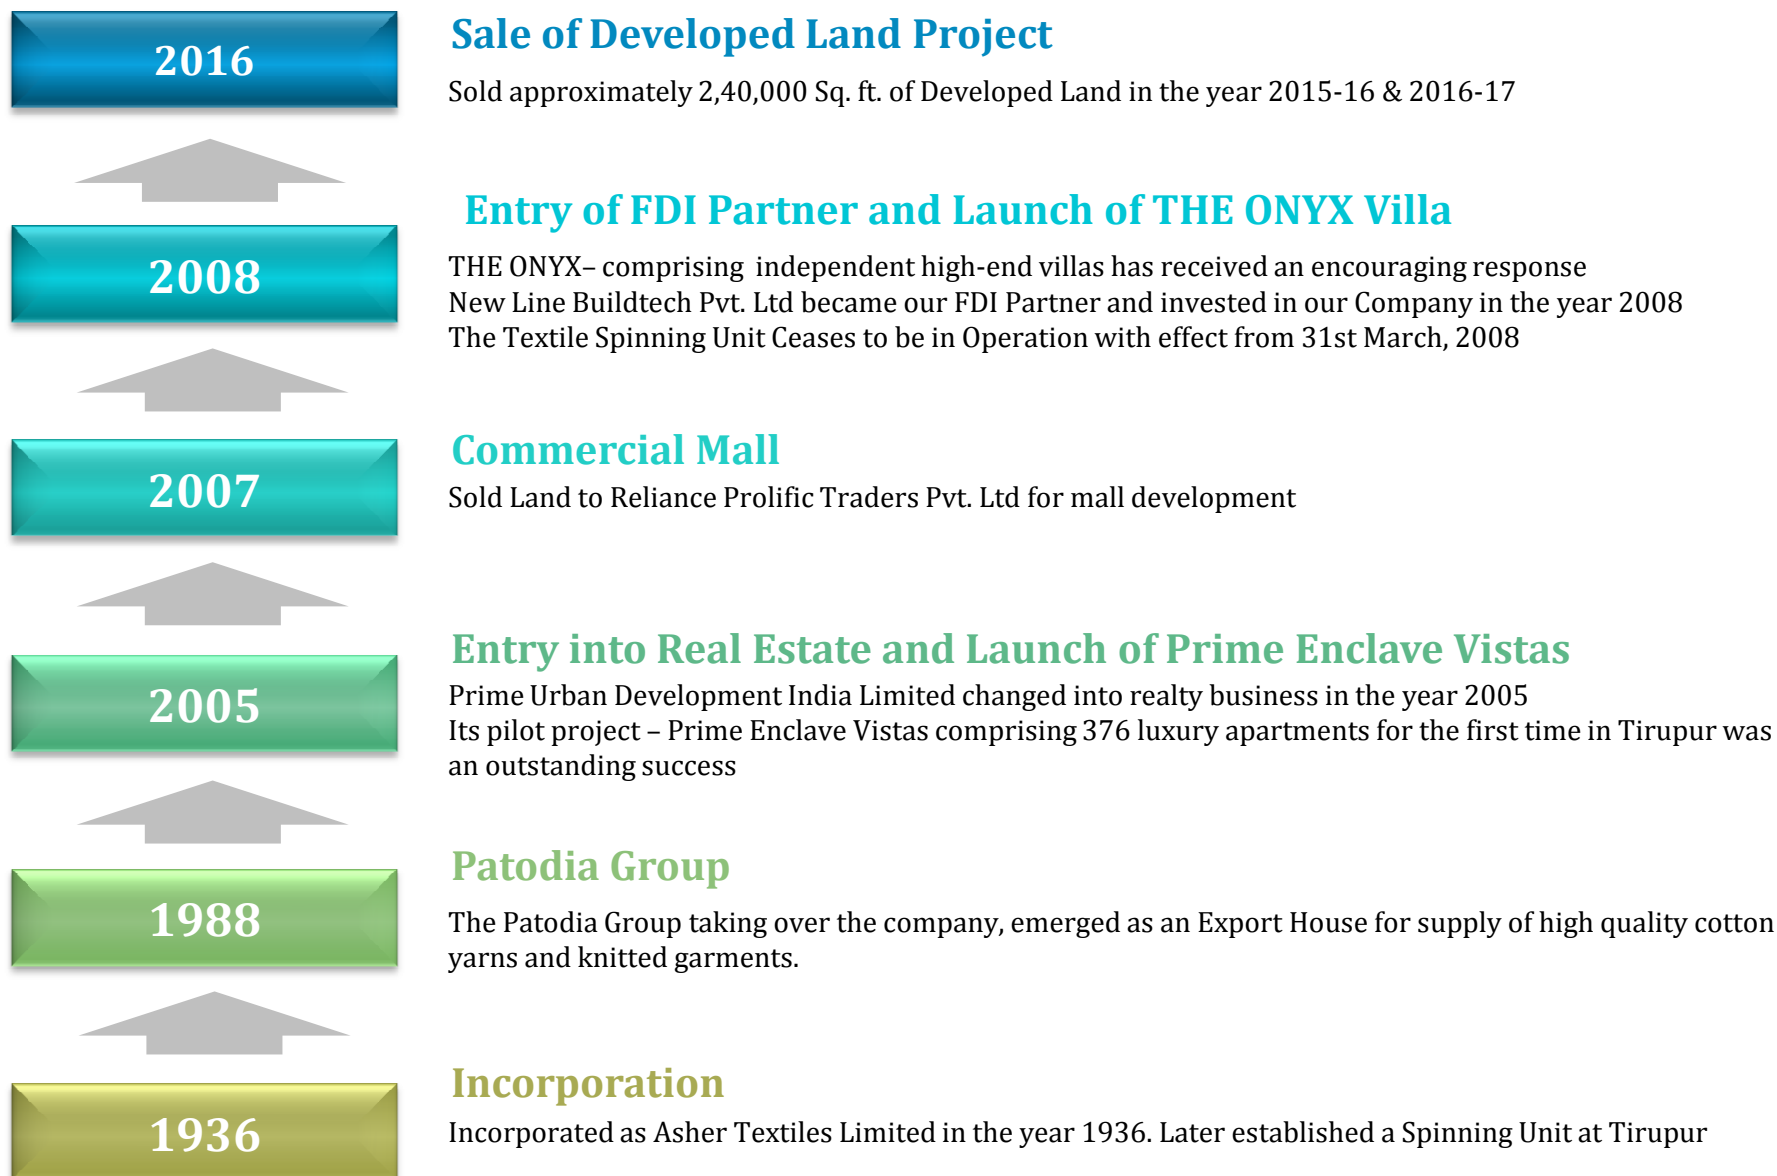 2016
Sale of Developed Land Project
Sold approximately 2,40,000 Sq. ft. of Developed Land in the year 2015-16 & 2016-17
2008
Entry of FDI Partner and Launch of THE ONYX Villa
THE ONYX– comprising independent high-end villas has received an encouraging response
New Line Buildtech Pvt. Ltd became our FDI Partner and invested in our Company in the year 2008
The Textile Spinning Unit Ceases to be in Operation with effect from 31st March, 2008
2007
Commercial Mall
Sold Land to Reliance Prolific Traders Pvt. Ltd for mall development
2005
Entry into Real Estate and Launch of Prime Enclave Vistas
Prime Urban Development India Limited changed into realty business in the year 2005
Its pilot project – Prime Enclave Vistas comprising 376 luxury apartments for the first time in Tirupur was
an outstanding success
1988
Patodia Group
The Patodia Group taking over the company, emerged as an Export House for supply of high quality cotton
yarns and knitted garments.
1936
Incorporation
Incorporated as Asher Textiles Limited in the year 1936. Later established a Spinning Unit at Tirupur